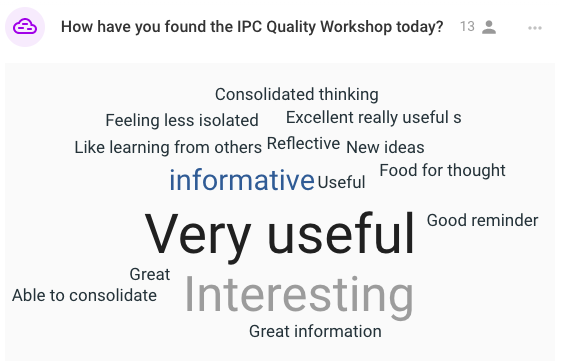 How have you found the IPC Quality Workshop today? 13
Consolidated thinking
Feeling less isolated Excellent really useful s
Like learning from others Reflective New ideas
informative Useful Food for thought
Very useful Good reminder
Great
Able to consolidate Interesting
Great information